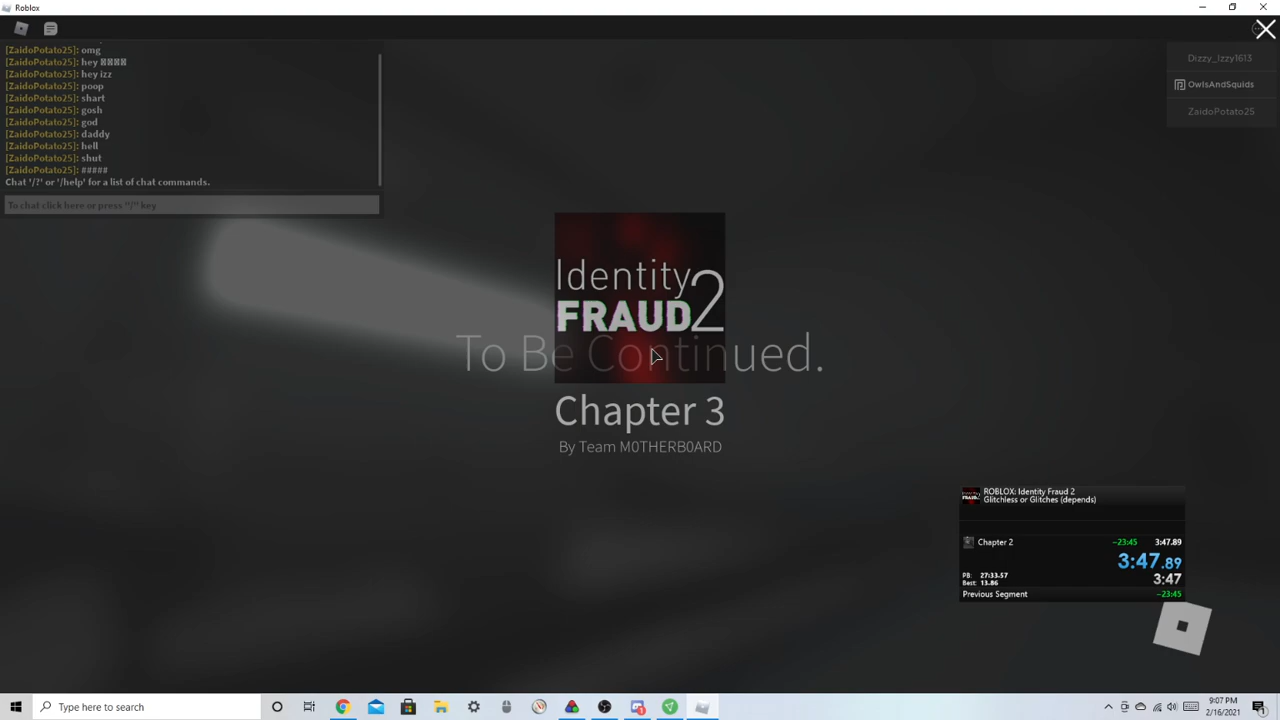 Roblox
[ZaidoPotato25]: omg
[ZaidoPotato25]: hey
[ZaidoPotato25]: hey izz
[ZaidoPotato25]: poop
[ZaidoPotato25]: shart
[ZaidoPotato25]: gosh
[ZaidoPotato25]: god
[ZaidoPotato25]: daddy
[ZaidoPotato25]: hell
[ZaidoPotato25]: shut
[ZaidoPotato25]: #####
Chat '/?' or '/help' for a list of chat commands.
To chat click here or press "/" key
Dizzy_Izzy1613
OwlsAndSquids
ZaidoPotato25
Identity
FRAUD2
To Be Continued.
Chapter 3
By Team M0THERB0ARD
ROBLOX: Identity Fraud 2
Glitchless or Glitches (depends)
Chapter 2 −23:45 3:47.89
3:47.89
PB: 27:33.57
Best: 13.86
3:47
Previous Segment −23:45
Type here to search
9:07 PM
2/16/2021